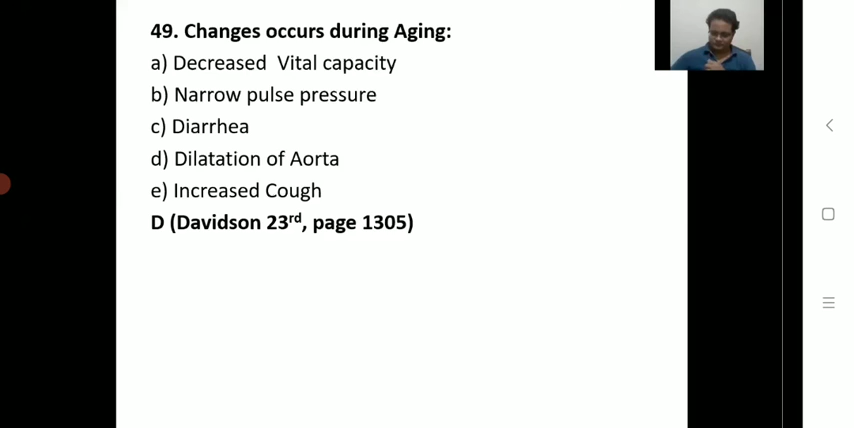 49. Changes occurs during Aging:
a) Decreased  Vital capacity
b) Narrow pulse pressure
c) Diarrhea
d) Dilatation of Aorta
e) Increased Cough
D (Davidson 23rd, page 1305)